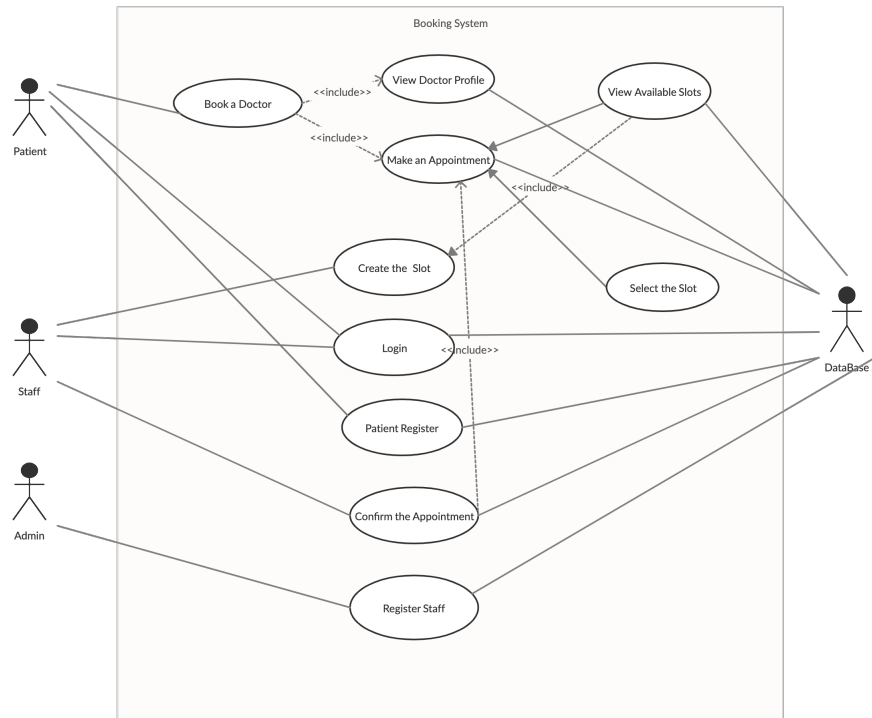 Booking System
View Doctor Profile
View Available Slots
<<include>>
Book a Doctor
<<include>>
Patient
Make an Appointment
<<include>>
Create the  Slot
Select the Slot
Login
<<include>>
DataBase
Staff
Patient Register
Confirm the Appointment
Admin
Register Staff